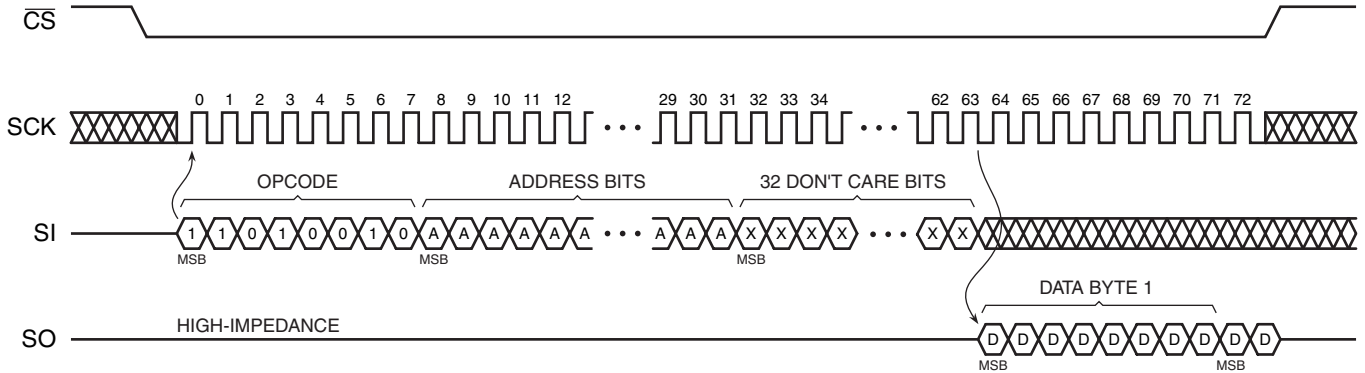 CS
0 1 2 3 4 5 6 7 8 9 10 11 12 29 30 31 32 33 34 62 63 64 65 66 67 68 69 70 71 72
SCK • • • • • •
OPCODE ADDRESS BITS 32 DON'T CARE BITS
SI 1 1 0 1 0 0 1 0 A A A A A A • • • A A A X X X X • • • X X
MSB MSB MSB
DATA BYTE 1
HIGH-IMPEDANCE
SO D D D D D D D D D D
MSB MSB